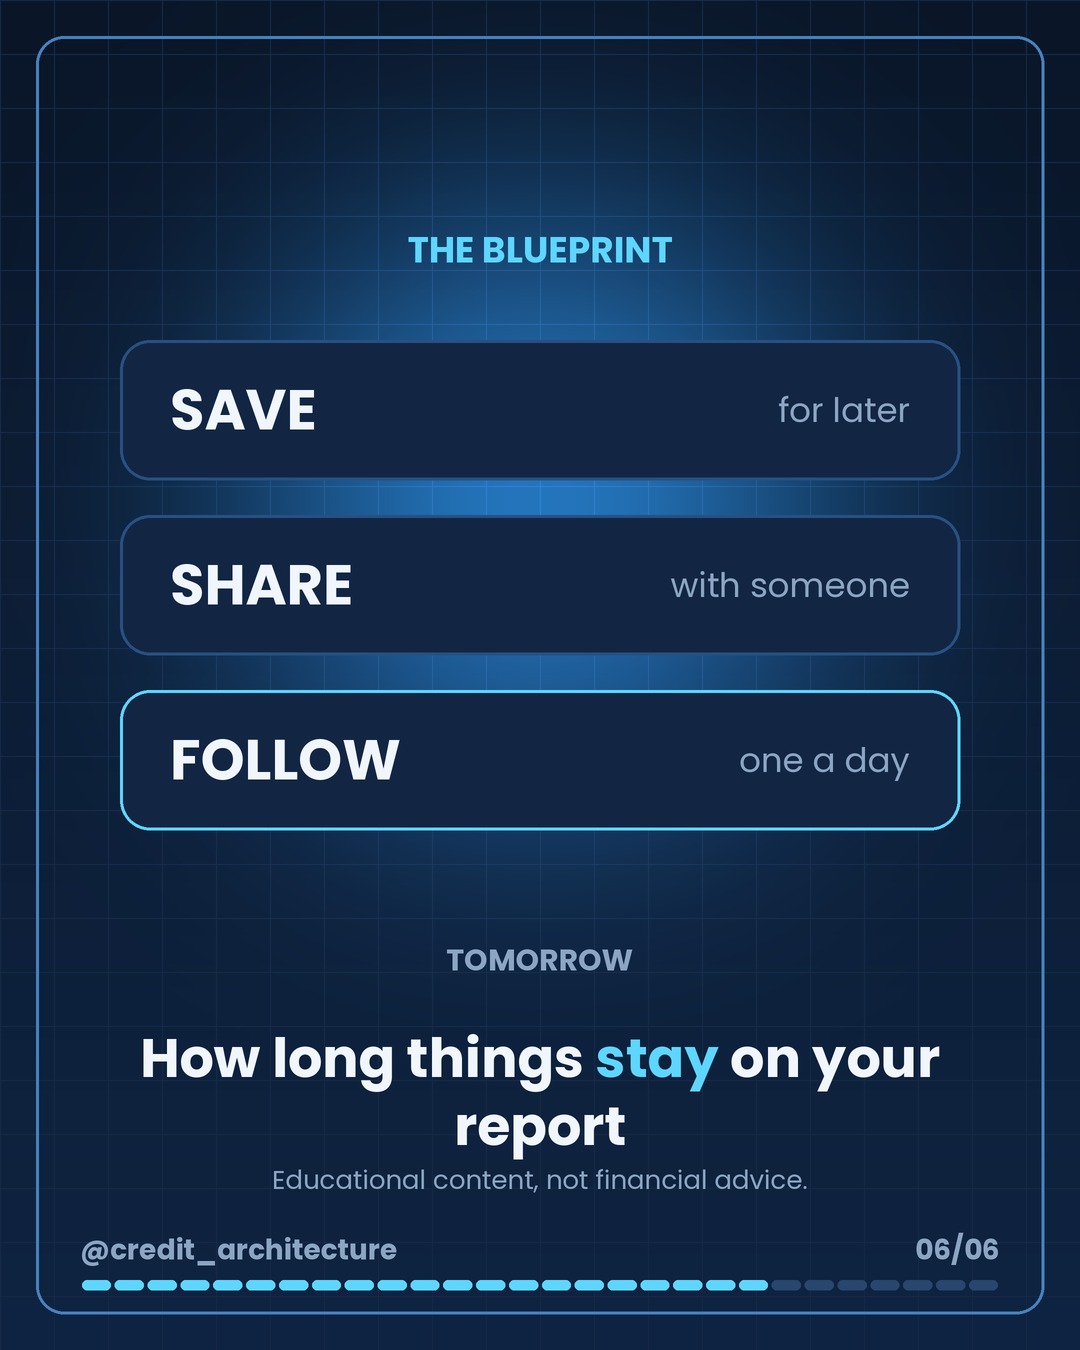 THE BLUEPRINT
SAVE for later
SHARE with someone
FOLLOW one a day
TOMORROW
How long things stay on your
report
Educational content, not financial advice.
@credit_architecture 06/06